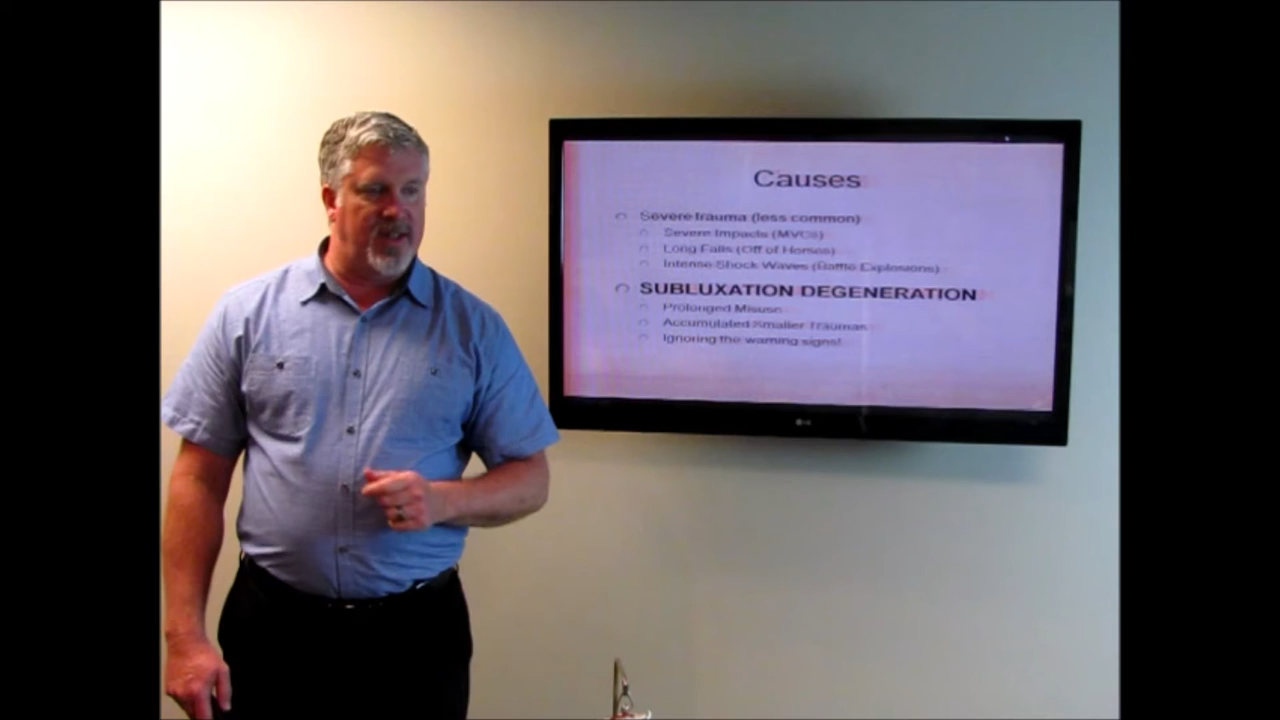 Causes
Severe trauma (less common)
Severe Impacts (MVCs)
Long Falls (Off of Horses)
Intense Shock Waves (Battle Explosions)
SUBLUXATION DEGENERATION
Prolonged Misuse
Accumulated Smaller Traumas
Ignoring the warning signs!
LG